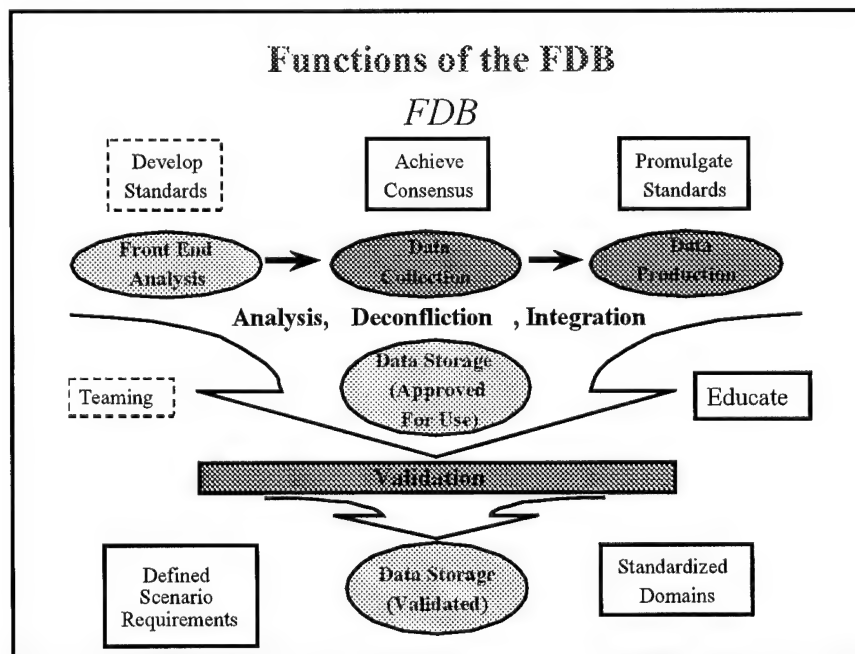 Functions of the FDB
FDB
Develop
Standards
Achieve
Consensus
Promulgate
Standards
Front End
Analysis
Data
Collection
Data
Production
Analysis, Deconfliction , Integration
Teaming
Data Storage
(Approved
For Use)
Educate
Validation
Defined
Scenario
Requirements
Data Storage
(Validated)
Standardized
Domains